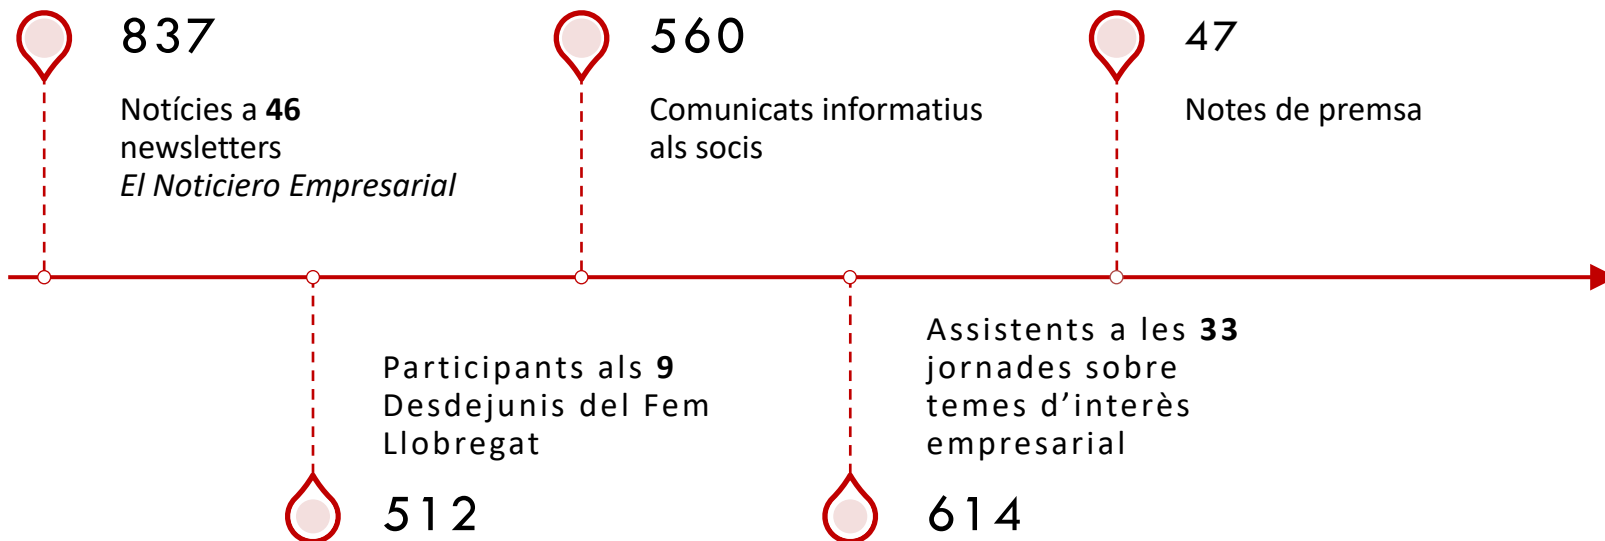 837
Notícies a 46
newsletters
El Noticiero Empresarial
560
Comunicats informatius
als socis
47
Notes de premsa
Participants als 9
Desdejunis del Fem
Llobregat
512
Assistents a les 33
jornades sobre
temes d’interès
empresarial
614